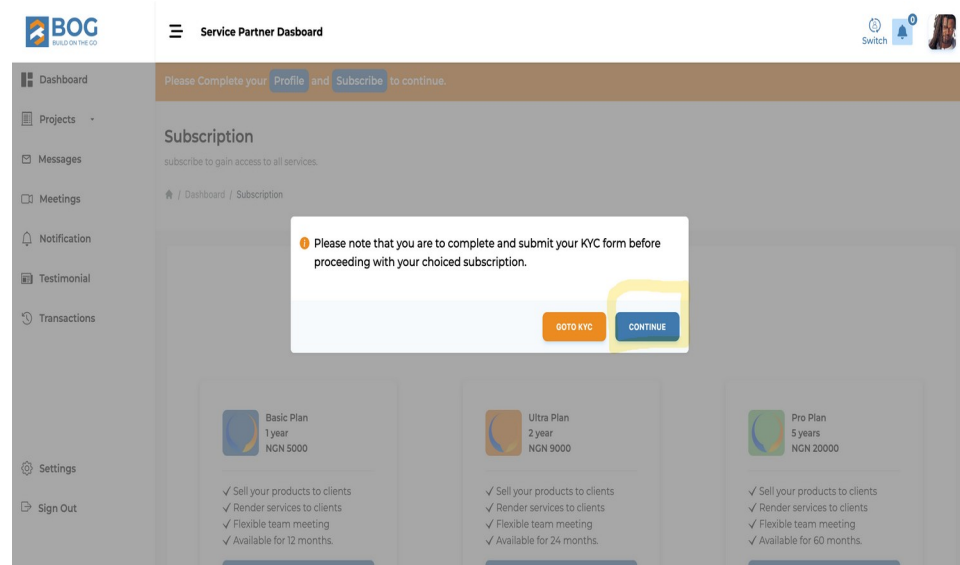 BOG
BUILD ON THE GO
Service Partner Dasboard
Switch
0
Dashboard
Projects
Messages
Meetings
Notification
Testimonial
Transactions
Settings
Sign Out
Please Complete your Profile and Subscribe to continue.
Subscription
subscribe to gain access to all services.
/ Dashboard / Subscription
Please note that you are to complete and submit your KYC form before
proceeding with your choiced subscription.
GOTO KYC
CONTINUE
Basic Plan
1 year
NGN 5000
✓ Sell your products to clients
✓ Render services to clients
✓ Flexible team meeting
✓ Available for 12 months.
Ultra Plan
2 year
NGN 9000
✓ Sell your products to clients
✓ Render services to clients
✓ Flexible team meeting
✓ Available for 24 months.
Pro Plan
5 years
NGN 20000
✓ Sell your products to clients
✓ Render services to clients
✓ Flexible team meeting
✓ Available for 60 months.